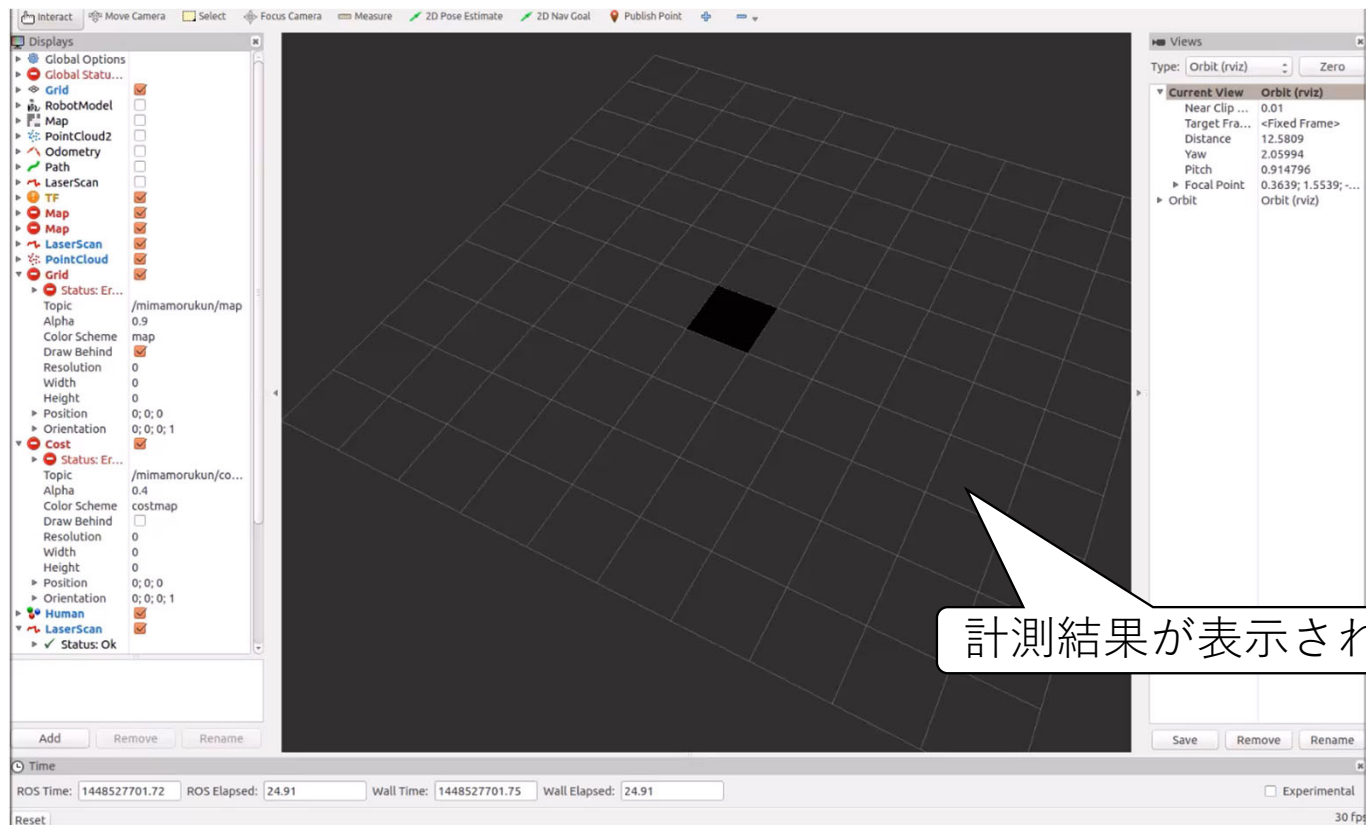 Interact Move Camera Select Focus Camera Measure 2D Pose Estimate 2D Nav Goal Publish Point
Displays
Global Options
Global Statu...
Grid
RobotModel
Map
PointCloud2
Odometry
Path
LaserScan
TF
Map
Map
LaserScan
PointCloud
Grid
Status: Er...
Topic /mimamorukun/map
Alpha 0.9
Color Scheme map
Draw Behind
Resolution 0
Width 0
Height 0
Position 0; 0; 0
Orientation 0; 0; 0; 1
Cost
Status: Er...
Topic /mimamorukun/co...
Alpha 0.4
Color Scheme costmap
Draw Behind
Resolution 0
Width 0
Height 0
Position 0; 0; 0
Orientation 0; 0; 0; 1
Human
LaserScan
Status: Ok
Add Remove Rename
Views
Type: Orbit (rviz) Zero
Current View Orbit (rviz)
Near Clip ... 0.01
Target Fra... <Fixed Frame>
Distance 12.5809
Yaw 2.05994
Pitch 0.914796
Focal Point 0.3639; 1.5539; -...
Orbit Orbit (rviz)
計測結果が表示され
Save Remove Rename
Time
ROS Time: 1448527701.72 ROS Elapsed: 24.91 Wall Time: 1448527701.75 Wall Elapsed: 24.91 Experimental
Reset 30 fps